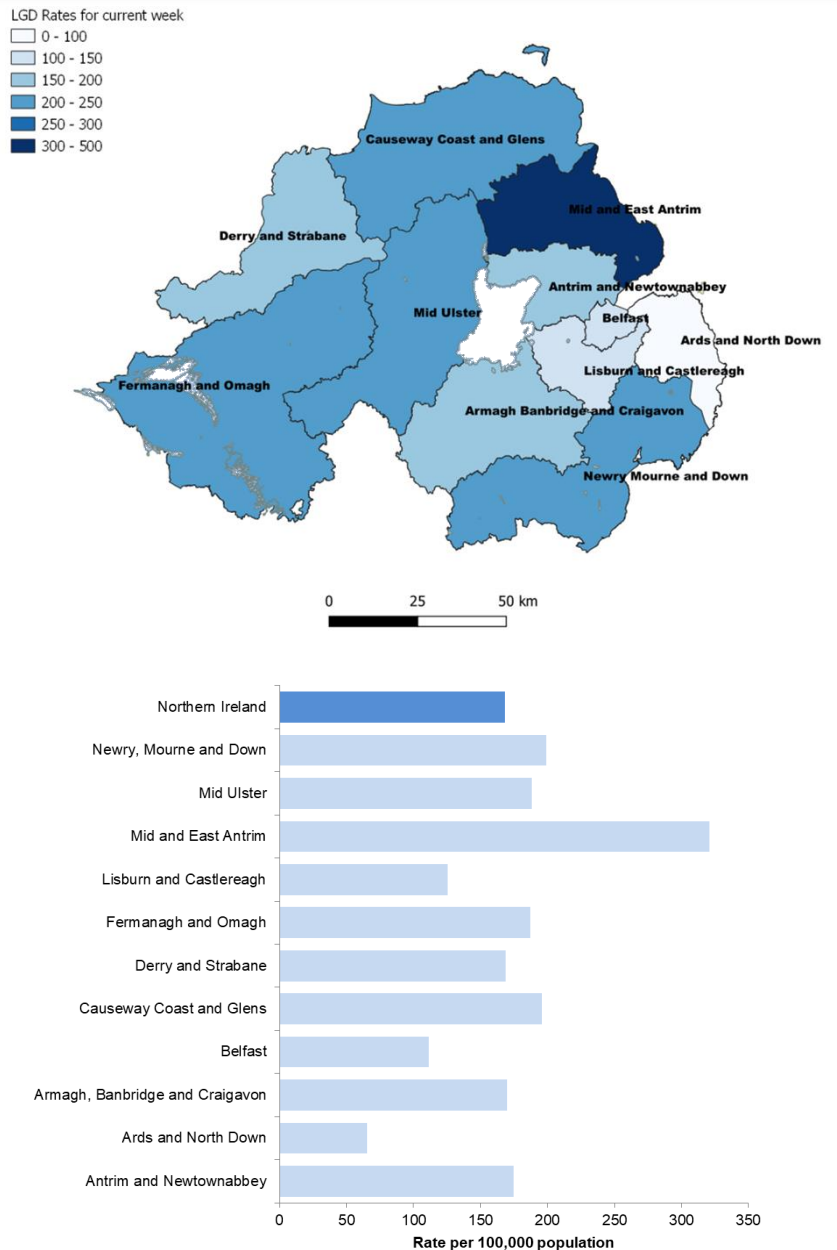 LGD Rates for current week
0 - 100
100 - 150
150 - 200
200 - 250
250 - 300
300 - 500
Causeway Coast and Glens
Mid and East Antrim
Derry and Strabane
Antrim and Newtownabbey
Mid Ulster
Belfast
Ards and North Down
Lisburn and Castlereagh
Fermanagh and Omagh
Armagh Banbridge and Craigavon
Newry Mourne and Down
0 25 50 km
Northern Ireland
Newry, Mourne and Down
Mid Ulster
Mid and East Antrim
Lisburn and Castlereagh
Fermanagh and Omagh
Derry and Strabane
Causeway Coast and Glens
Belfast
Armagh, Banbridge and Craigavon
Ards and North Down
Antrim and Newtownabbey
0 50 100 150 200 250 300 350
Rate per 100,000 population